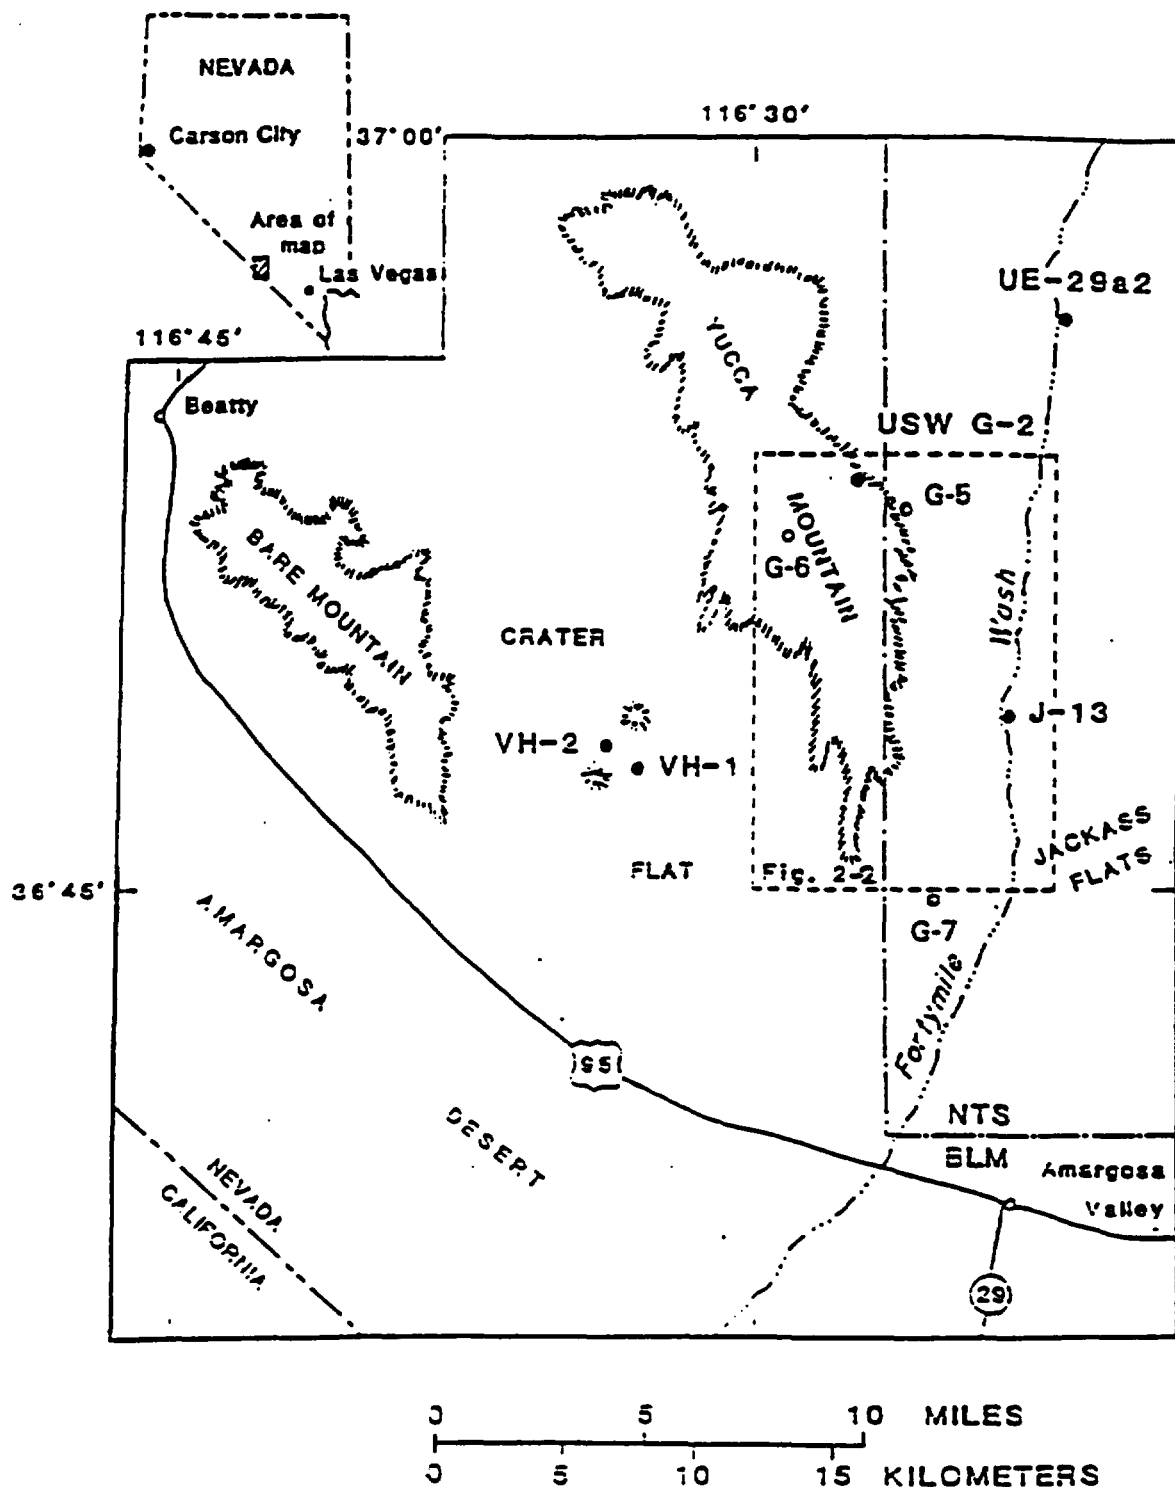 NEVADA
Carson City
Area of
map
Las Vegas
116°30'
37°00'
116°45'
Beatty
UE-29a2
YUCCA
USW G-2
G-5
MOUNTAIN
G-6
BARE MOUNTAIN
Wash
CRATER
J-13
VH-2
VH-1
JACKASS
FLATS
FLAT
Fig. 2-2
36°45'
G-7
AMARGOSA
Fortymile
95
DESERT
NTS
BLM
Amargosa
Valley
NEVADA
CALIFORNIA
29
0 5 10 MILES
0 5 10 15 KILOMETERS